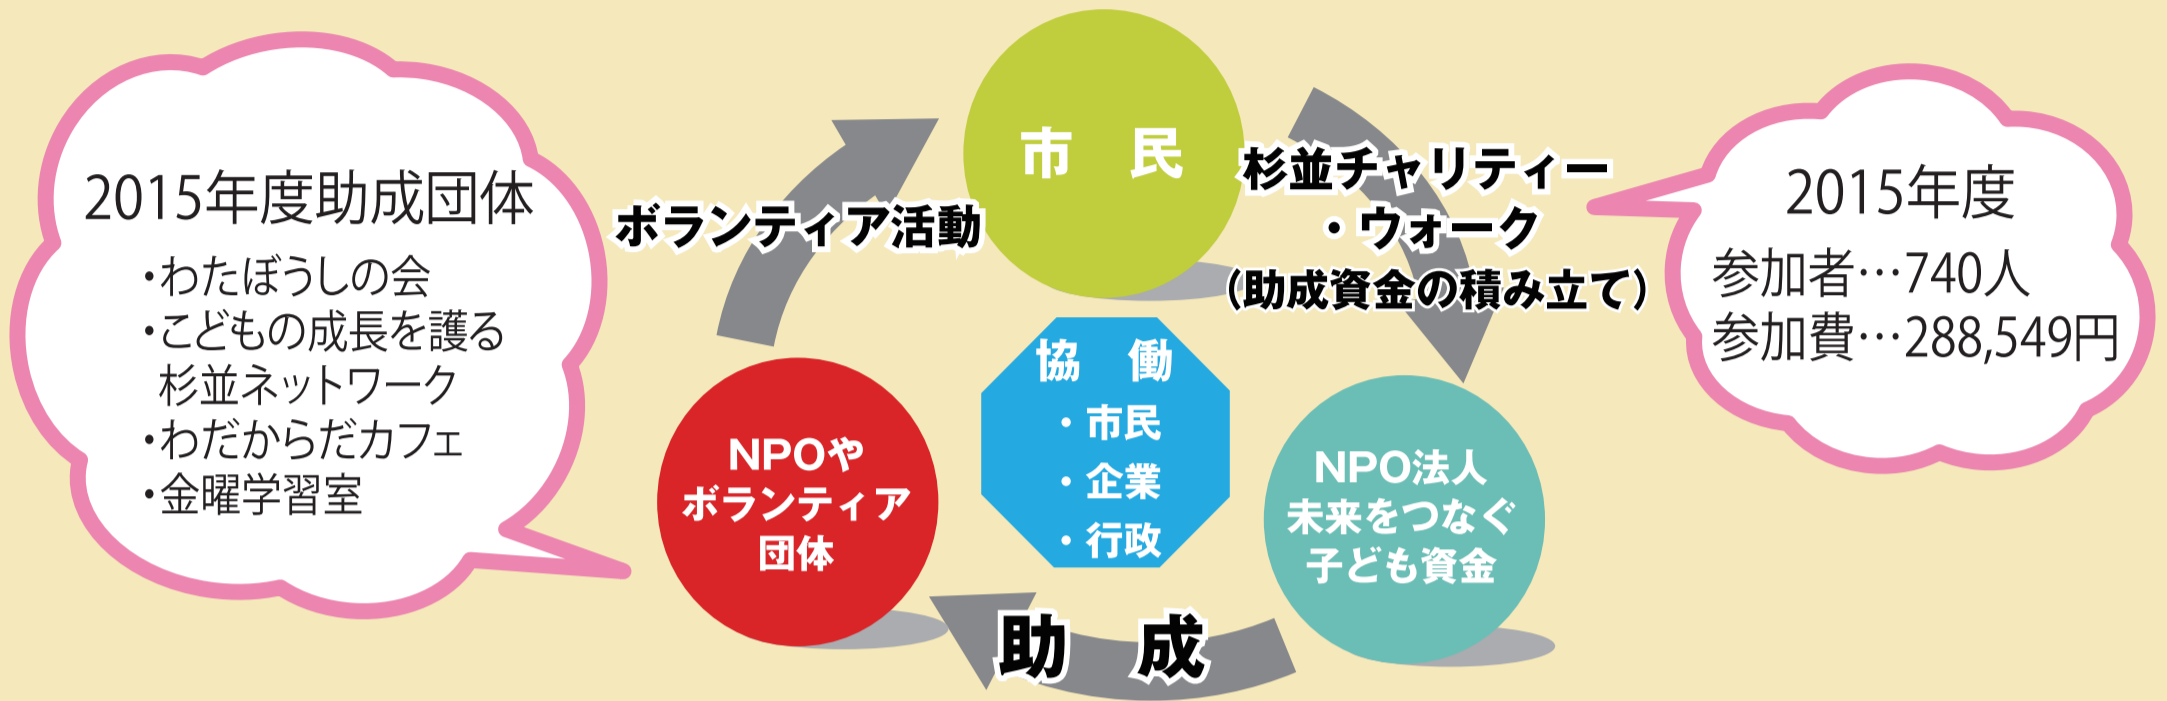 2015年度助成団体
・わたぼうしの会
・こどもの成長を護る
杉並ネットワーク
・わだからだカフェ
・金曜学習室
ボランティア活動
市 民
杉並チャリティー
・ウォーク
(助成資金の積み立て)
2015年度
参加者…740人
参加費…288,549円
協 働
・市民
・企業
・行政
NPOや
ボランティア
団体
NPO法人
未来をつなぐ
子ども資金
助 成